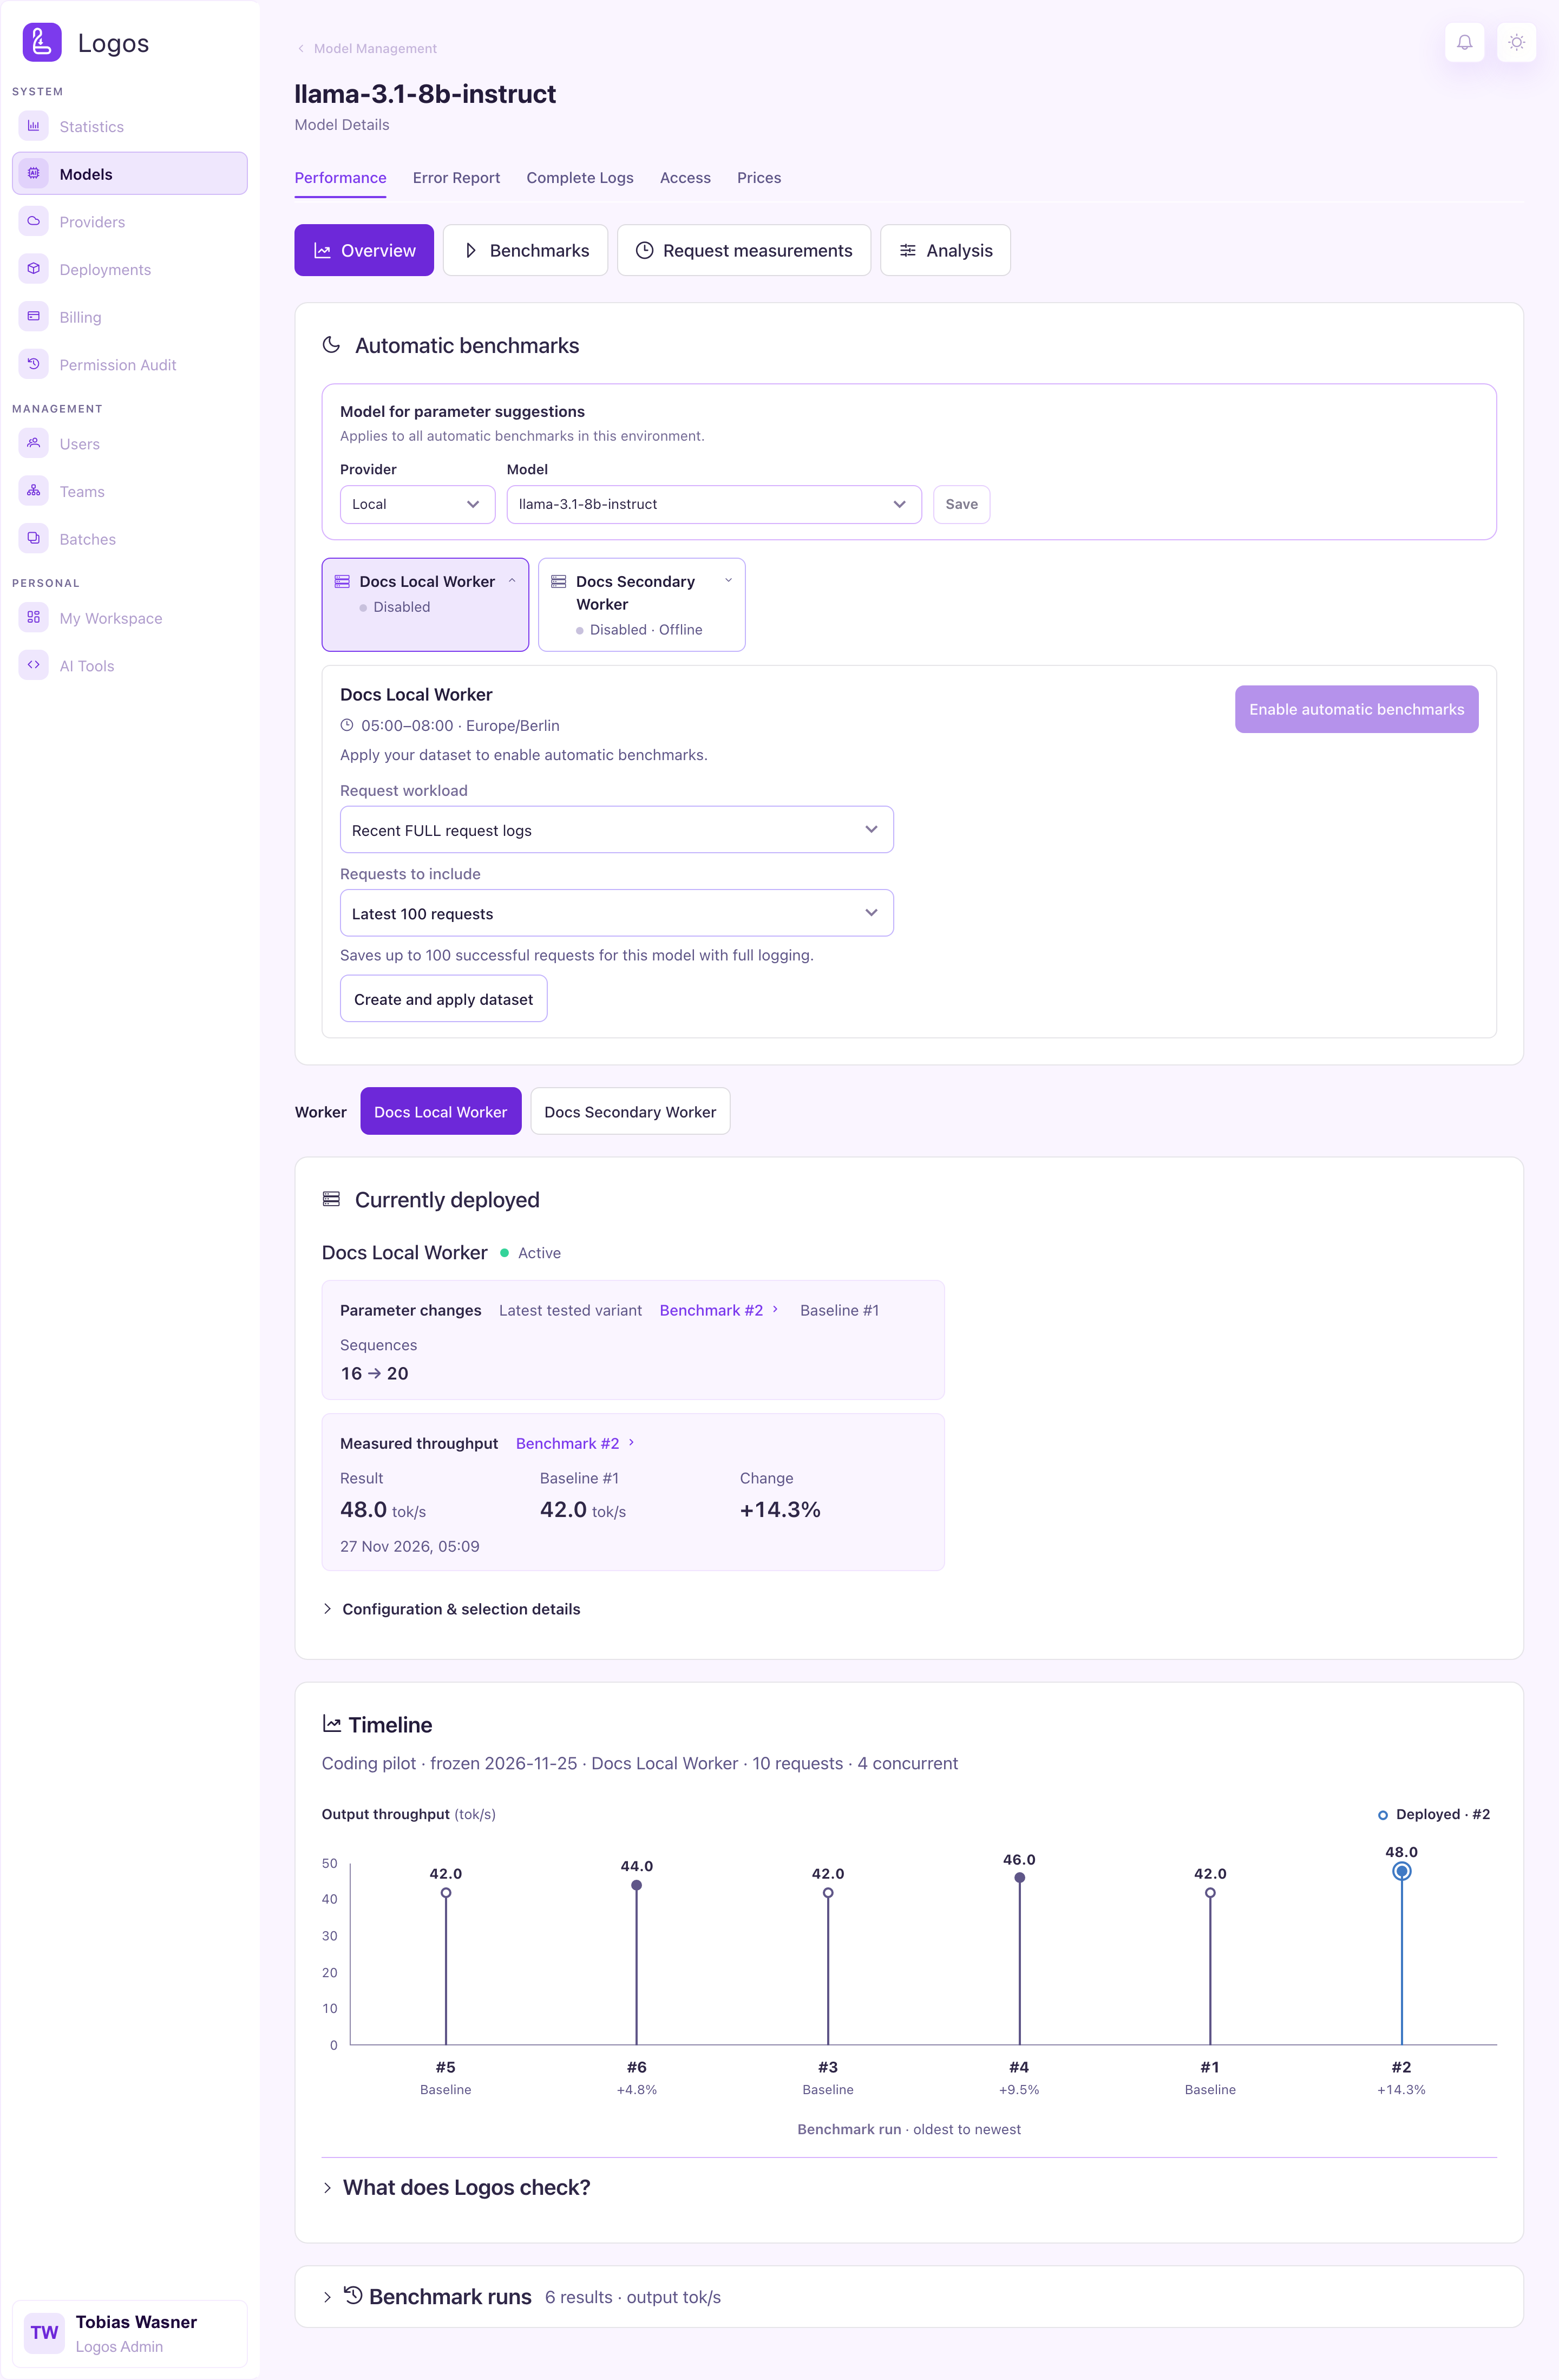 Logos
SYSTEM
Statistics
Models
Providers
Deployments
Billing
Permission Audit
MANAGEMENT
Users
Teams
Batches
PERSONAL
My Workspace
AI Tools
TW
Tobias Wasner
Logos Admin
Model Management
llama-3.1-8b-instruct
Model Details
Performance Error Report Complete Logs Access Prices
Overview Benchmarks Request measurements Analysis
Automatic benchmarks
Model for parameter suggestions
Applies to all automatic benchmarks in this environment.
Provider Model
Local llama-3.1-8b-instruct Save
Docs Local Worker
Disabled
Docs Secondary
Worker
Disabled · Offline
Docs Local Worker
Enable automatic benchmarks
05:00–08:00 · Europe/Berlin
Apply your dataset to enable automatic benchmarks.
Request workload
Recent FULL request logs
Requests to include
Latest 100 requests
Saves up to 100 successful requests for this model with full logging.
Create and apply dataset
Worker Docs Local Worker Docs Secondary Worker
Currently deployed
Docs Local Worker Active
Parameter changes Latest tested variant Benchmark #2 Baseline #1
Sequences
16 → 20
Measured throughput Benchmark #2
Result Baseline #1 Change
48.0 tok/s 42.0 tok/s +14.3%
27 Nov 2026, 05:09
Configuration & selection details
Timeline
Coding pilot · frozen 2026-11-25 · Docs Local Worker · 10 requests · 4 concurrent
Output throughput (tok/s) Deployed · #2
50
40
30
20
10
0
42.0 44.0 42.0 46.0 42.0 48.0
#5 #6 #3 #4 #1 #2
Baseline +4.8% Baseline +9.5% Baseline +14.3%
Benchmark run · oldest to newest
What does Logos check?
Benchmark runs 6 results · output tok/s